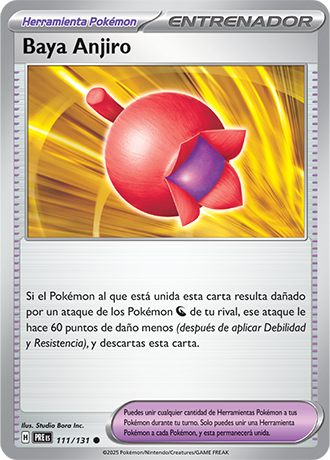 Herramienta Pokémon
ENTRENADOR
Baya Anjiro
Si el Pokémon al que está unida esta carta resulta dañado
por un ataque de los Pokémon de tu rival, ese ataque le
hace 60 puntos de daño menos (después de aplicar Debilidad
y Resistencia), y descartas esta carta.
Ilus. Studio Bora Inc.
H PRE ES 111/131
Puedes unir cualquier cantidad de Herramientas Pokémon a tus
Pokémon durante tu turno. Solo puedes unir una Herramienta
Pokémon a cada Pokémon, y esta permanecerá unida.
©2025 Pokémon/Nintendo/Creatures/GAME FREAK